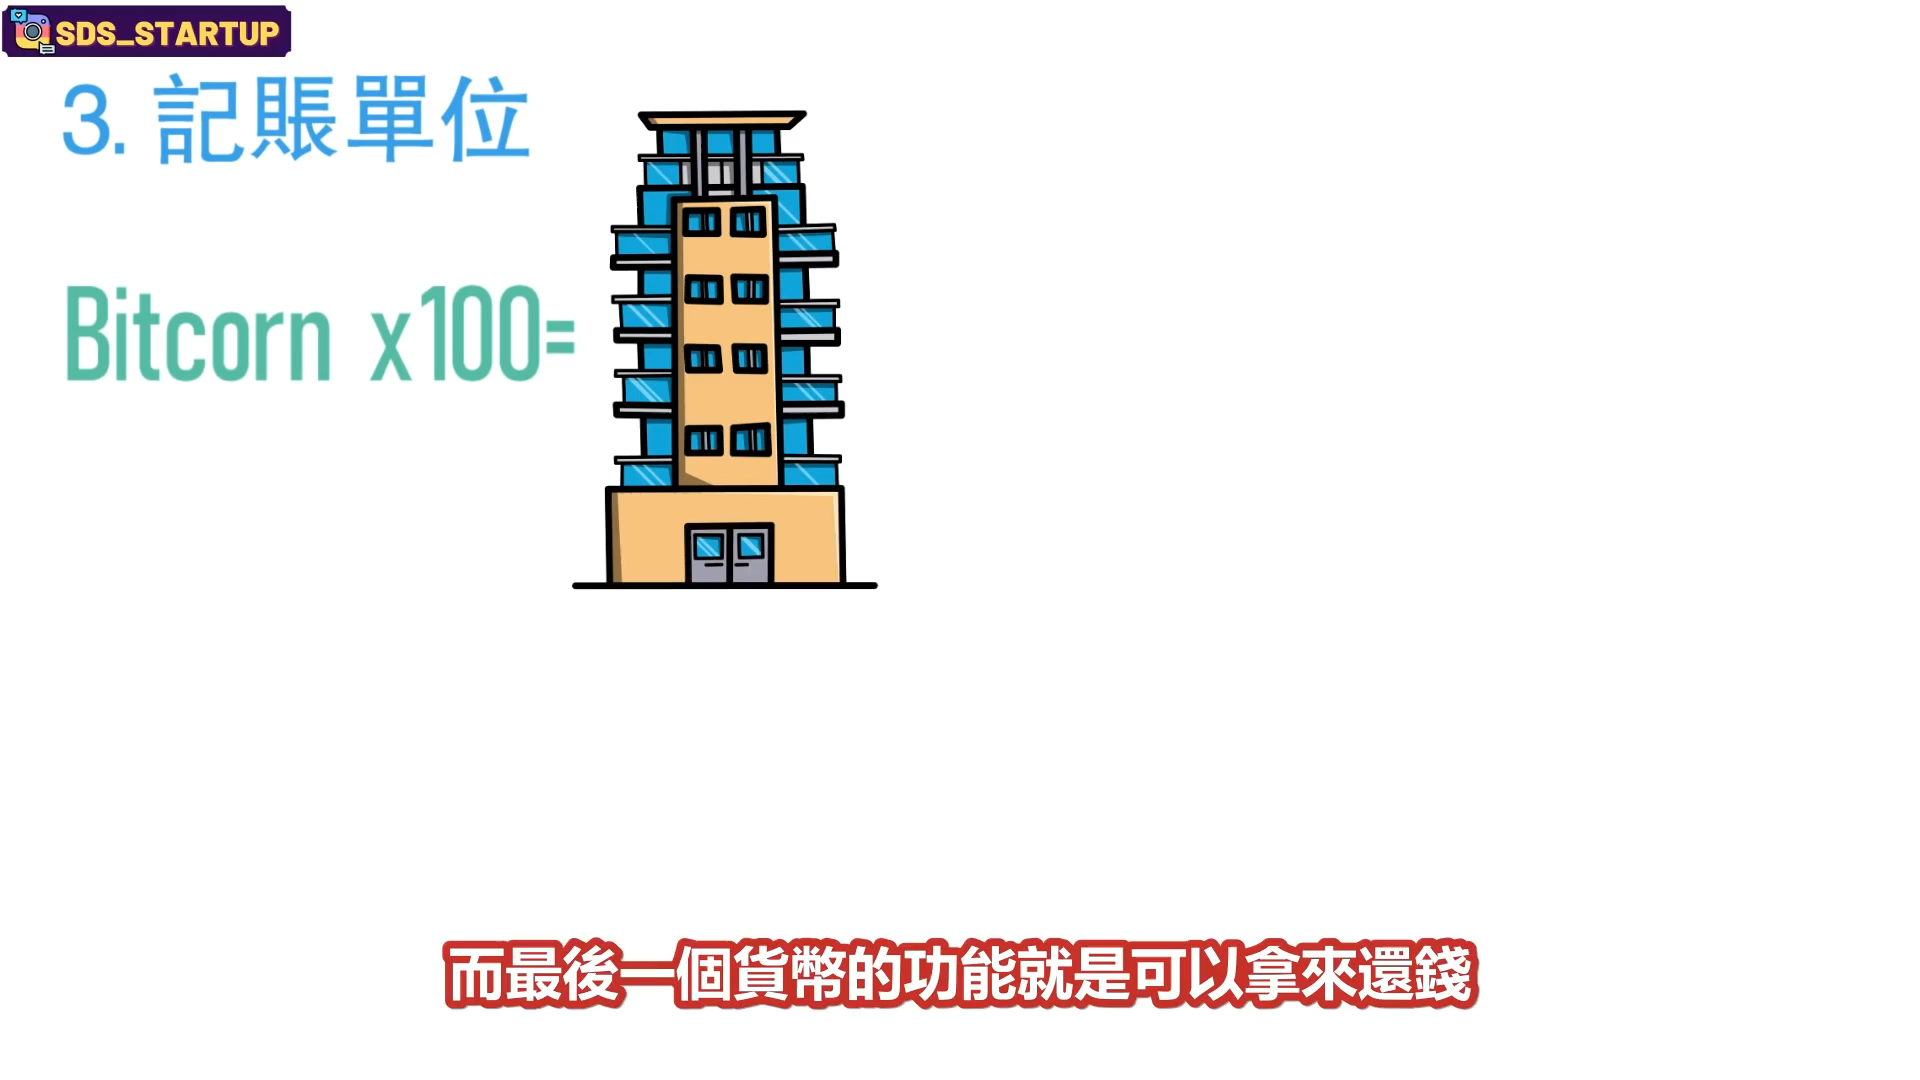 SDS_STARTUP
3. 記賬單位
Bitcorn x100=
而最後一個貨幣的功能就是可以拿來還錢